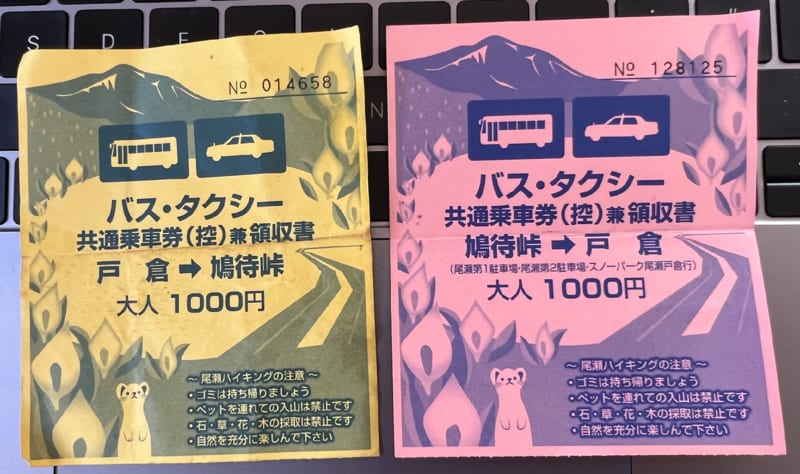 S D F
N
№ 014658
バス・タクシー
共通乗車券(控)兼領収書
戸倉➡鳩待峠
大人 1000円
～ 尾瀬ハイキングの注意 ～
・ゴミは持ち帰りましょう
・ペットを連れての入山は禁止です
・石・草・花・木の採取は禁止です
・自然を充分に楽しんで下さい
№ 128125
バス・タクシー
共通乗車券(控)兼領収書
鳩待峠➡戸倉
(尾瀬第1駐車場・尾瀬第2駐車場・スノーパーク尾瀬戸倉行)
大人 1000円
～ 尾瀬ハイキングの注意 ～
・ゴミは持ち帰りましょう
・ペットを連れての入山は禁止です
・石・草・花・木の採取は禁止です
・自然を充分に楽しんで下さい